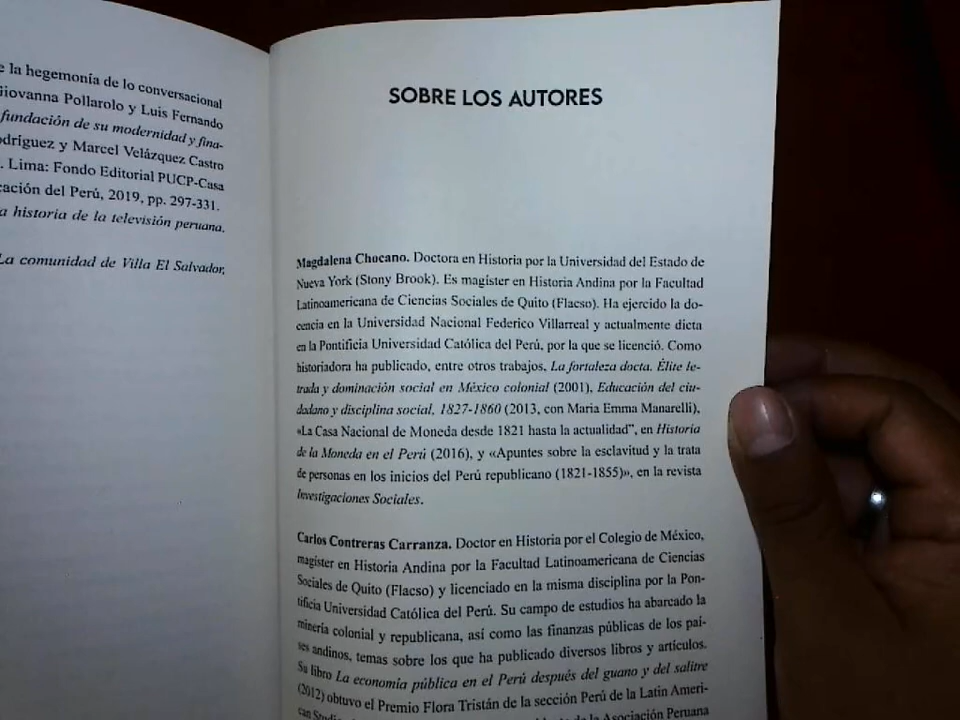 e la hegemonía de lo conversacional
Giovanna Pollarolo y Luis Fernando
fundación de su modernidad y fina-
odríguez y Marcel Velázquez Castro
. Lima: Fondo Editorial PUCP-Casa
cación del Perú, 2019, pp. 297-331.
a historia de la televisión peruana.
La comunidad de Villa El Salvador,
SOBRE LOS AUTORES
Magdalena Chocano. Doctora en Historia por la Universidad del Estado de
Nueva York (Stony Brook). Es magíster en Historia Andina por la Facultad
Latinoamericana de Ciencias Sociales de Quito (Flacso). Ha ejercido la do-
cencia en la Universidad Nacional Federico Villarreal y actualmente dicta
en la Pontificia Universidad Católica del Perú, por la que se licenció. Como
historiadora ha publicado, entre otros trabajos, La fortaleza docta. Élite le-
trada y dominación social en México colonial (2001), Educación del ciu-
dadano y disciplina social, 1827-1860 (2013, con Maria Emma Manarelli),
«La Casa Nacional de Moneda desde 1821 hasta la actualidad", en Historia
de la Moneda en el Perú (2016), y «Apuntes sobre la esclavitud y la trata
de personas en los inicios del Perú republicano (1821-1855)», en la revista
Investigaciones Sociales.
Carlos Contreras Carranza. Doctor en Historia por el Colegio de México,
magíster en Historia Andina por la Facultad Latinoamericana de Ciencias
Sociales de Quito (Flacso) y licenciado en la misma disciplina por la Pon-
tificia Universidad Católica del Perú. Su campo de estudios ha abarcado la
minería colonial y republicana, así como las finanzas públicas de los paí-
ses andinos, temas sobre los que ha publicado diversos libros y artículos.
Su libro La economía pública en el Perú después del guano y del salitre
(2012) obtuvo el Premio Flora Tristán de la sección Perú de la Latin Ameri-
can de la Asociación Peruana